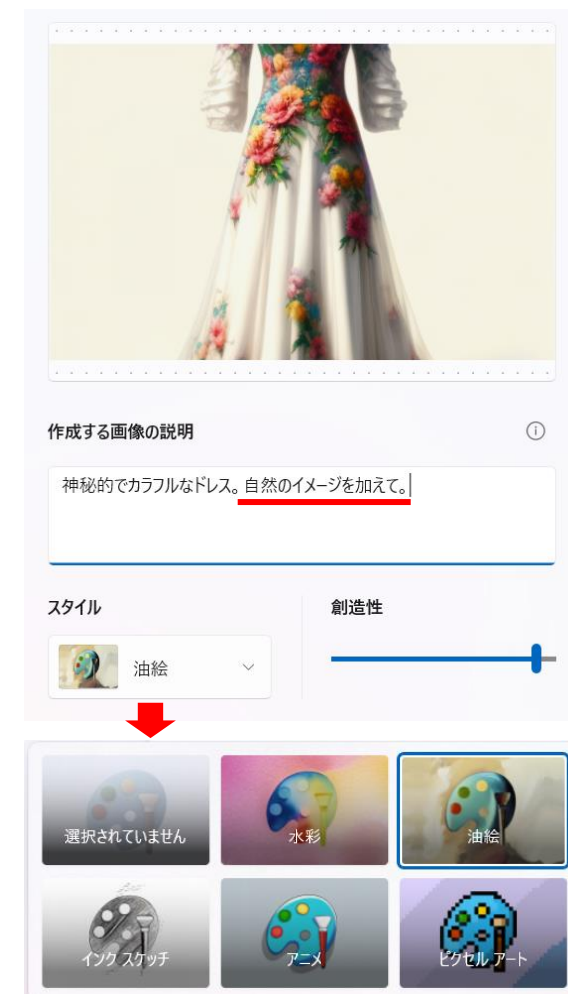 作成する画像の説明
神秘的でカラフルなドレス。自然のイメージを加えて。
スタイル
創造性
油絵
選択されていません
水彩
油絵
インク スケッチ
アニメ
ピクセル アート